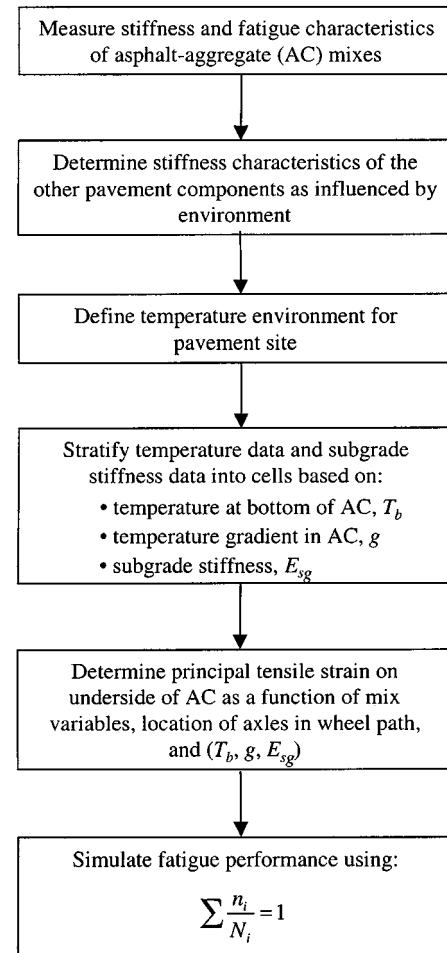 Measure stiffness and fatigue characteristics
of asphalt-aggregate (AC) mixes
Determine stiffness characteristics of the
other pavement components as influenced by
environment
Define temperature environment for
pavement site
Stratify temperature data and subgrade
stiffness data into cells based on:
• temperature at bottom of AC, T_b
• temperature gradient in AC, g
• subgrade stiffness, E_sg
Determine principal tensile strain on
underside of AC as a function of mix
variables, location of axles in wheel path,
and (T_b, g, E_sg)
Simulate fatigue performance using:
∑ n_i/N_i = 1